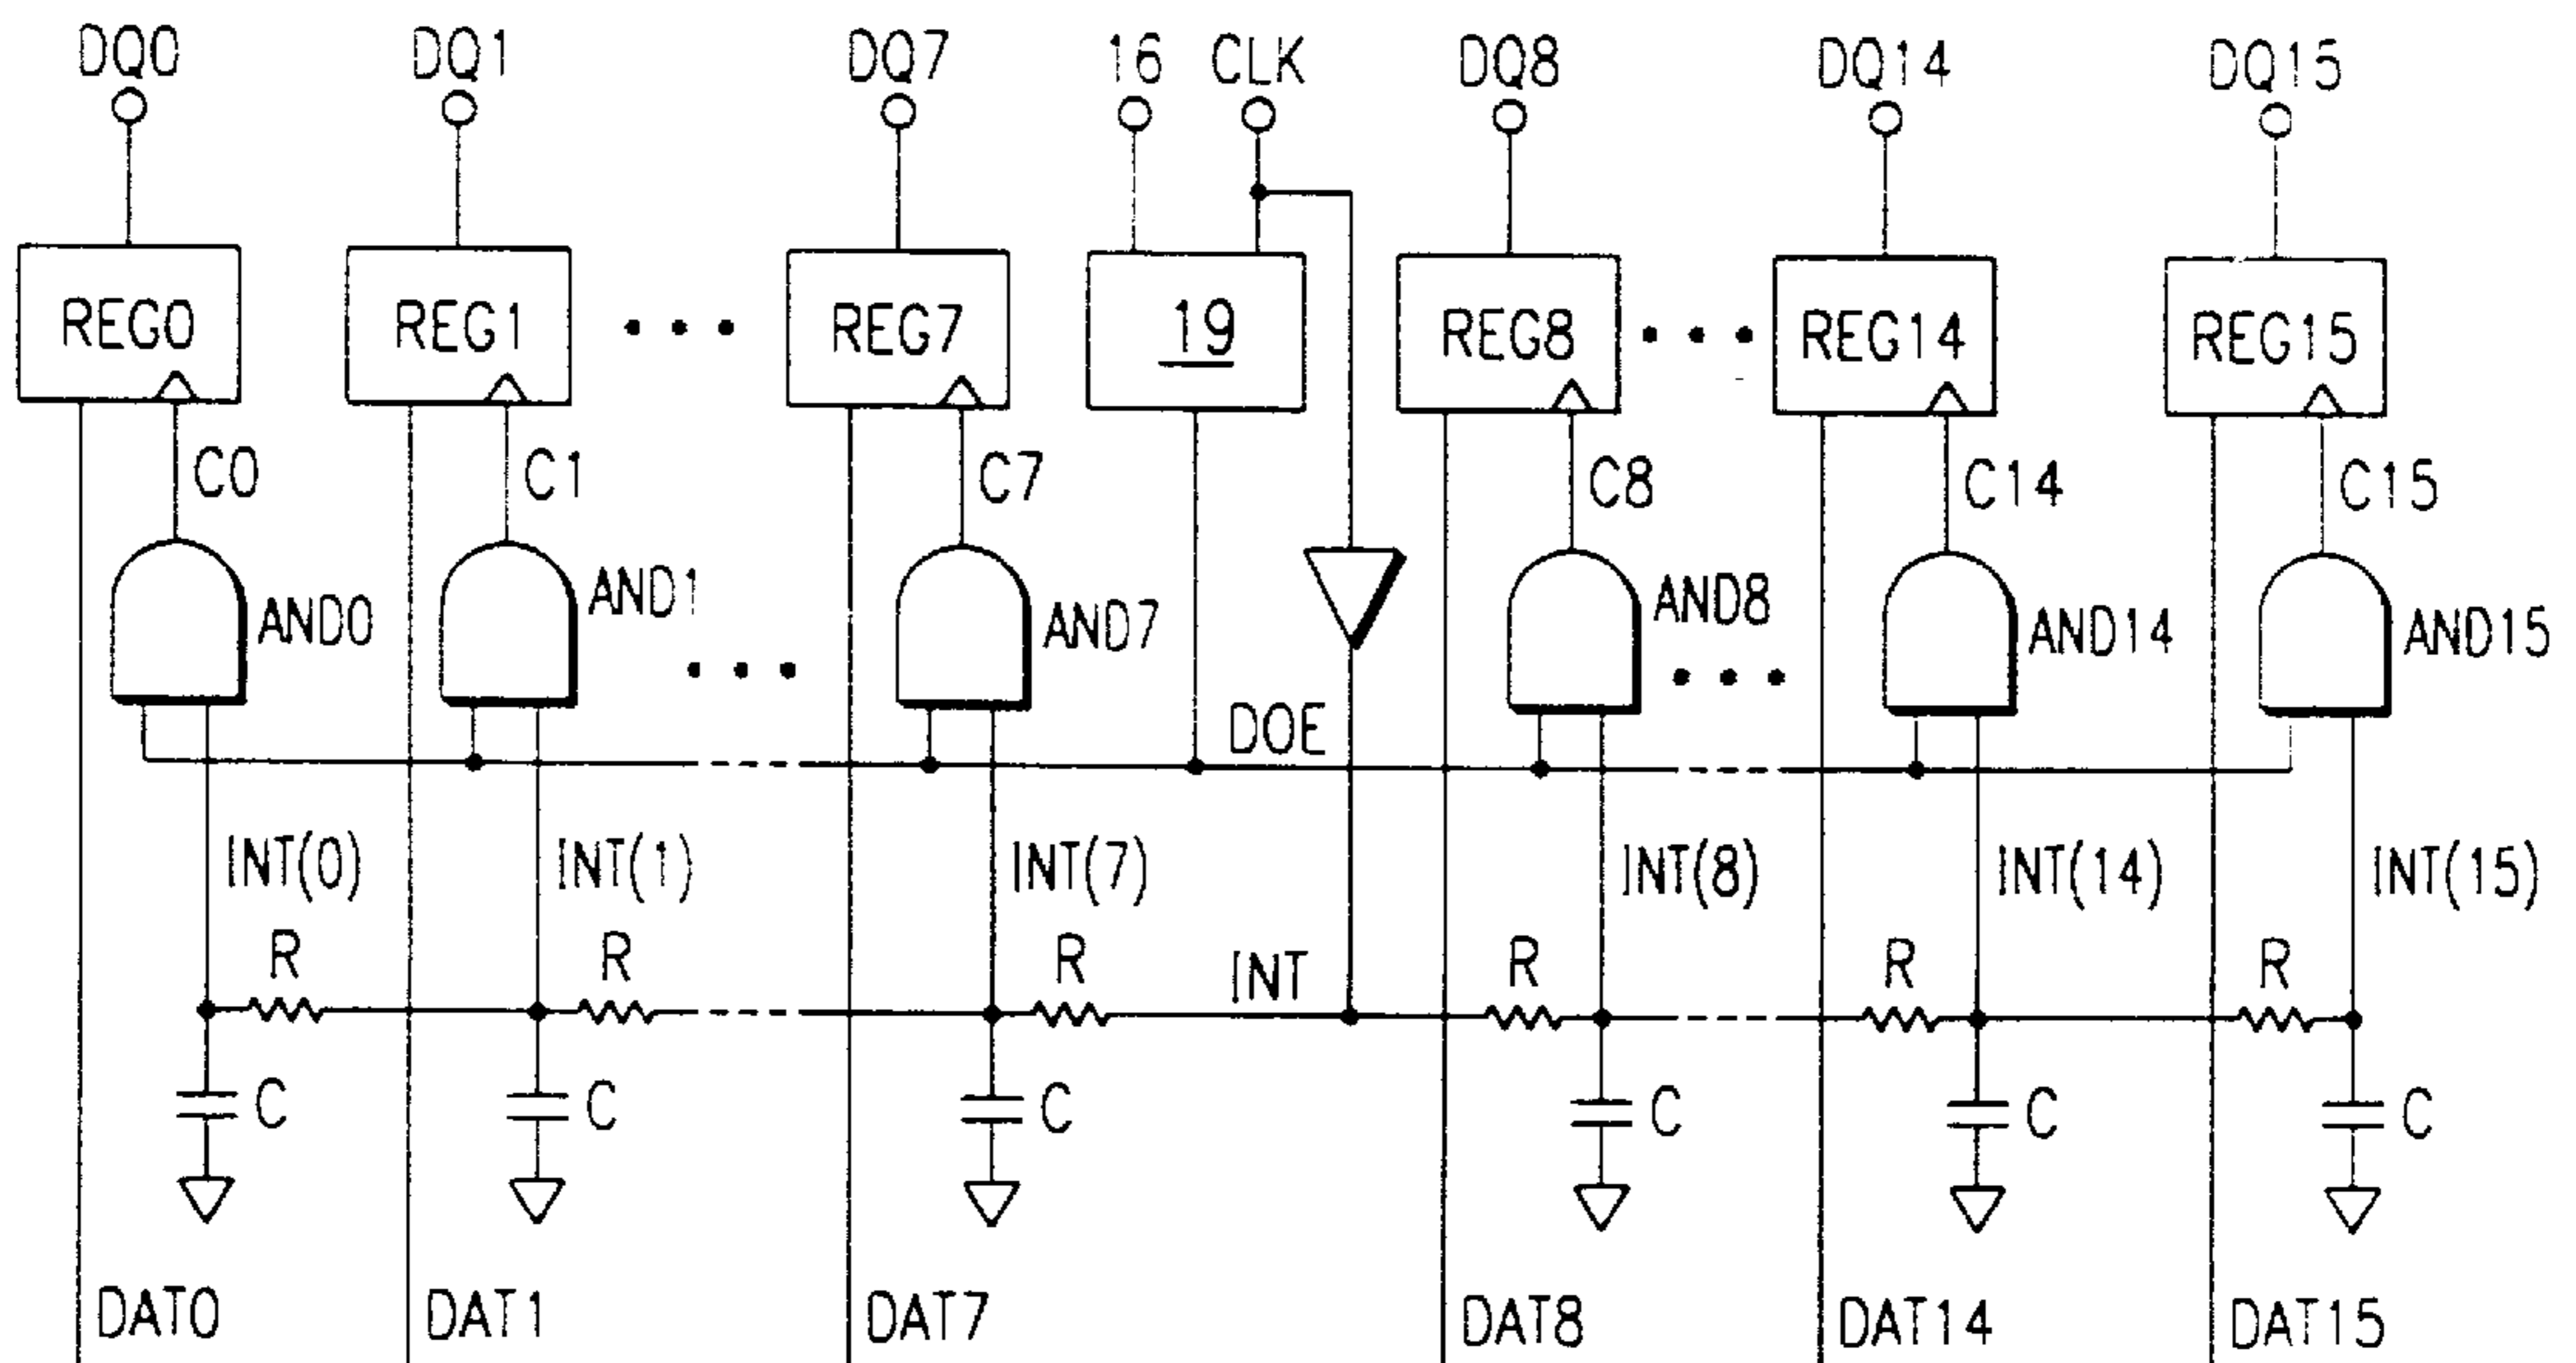 DQ0 DQ1 DQ7 16 CLK DQ8 DQ14 DQ15
REG0 REG1 REG7 19 REG8 REG14 REG15
C0 C1 C7 C8 C14 C15
AND0 AND1 AND7 AND8 AND14 AND15
DOE
INT(0) INT(1) INT(7) INT(8) INT(14) INT(15)
R R R INT R R R
C C C C C C
DAT0 DAT1 DAT7 DAT8 DAT14 DAT15